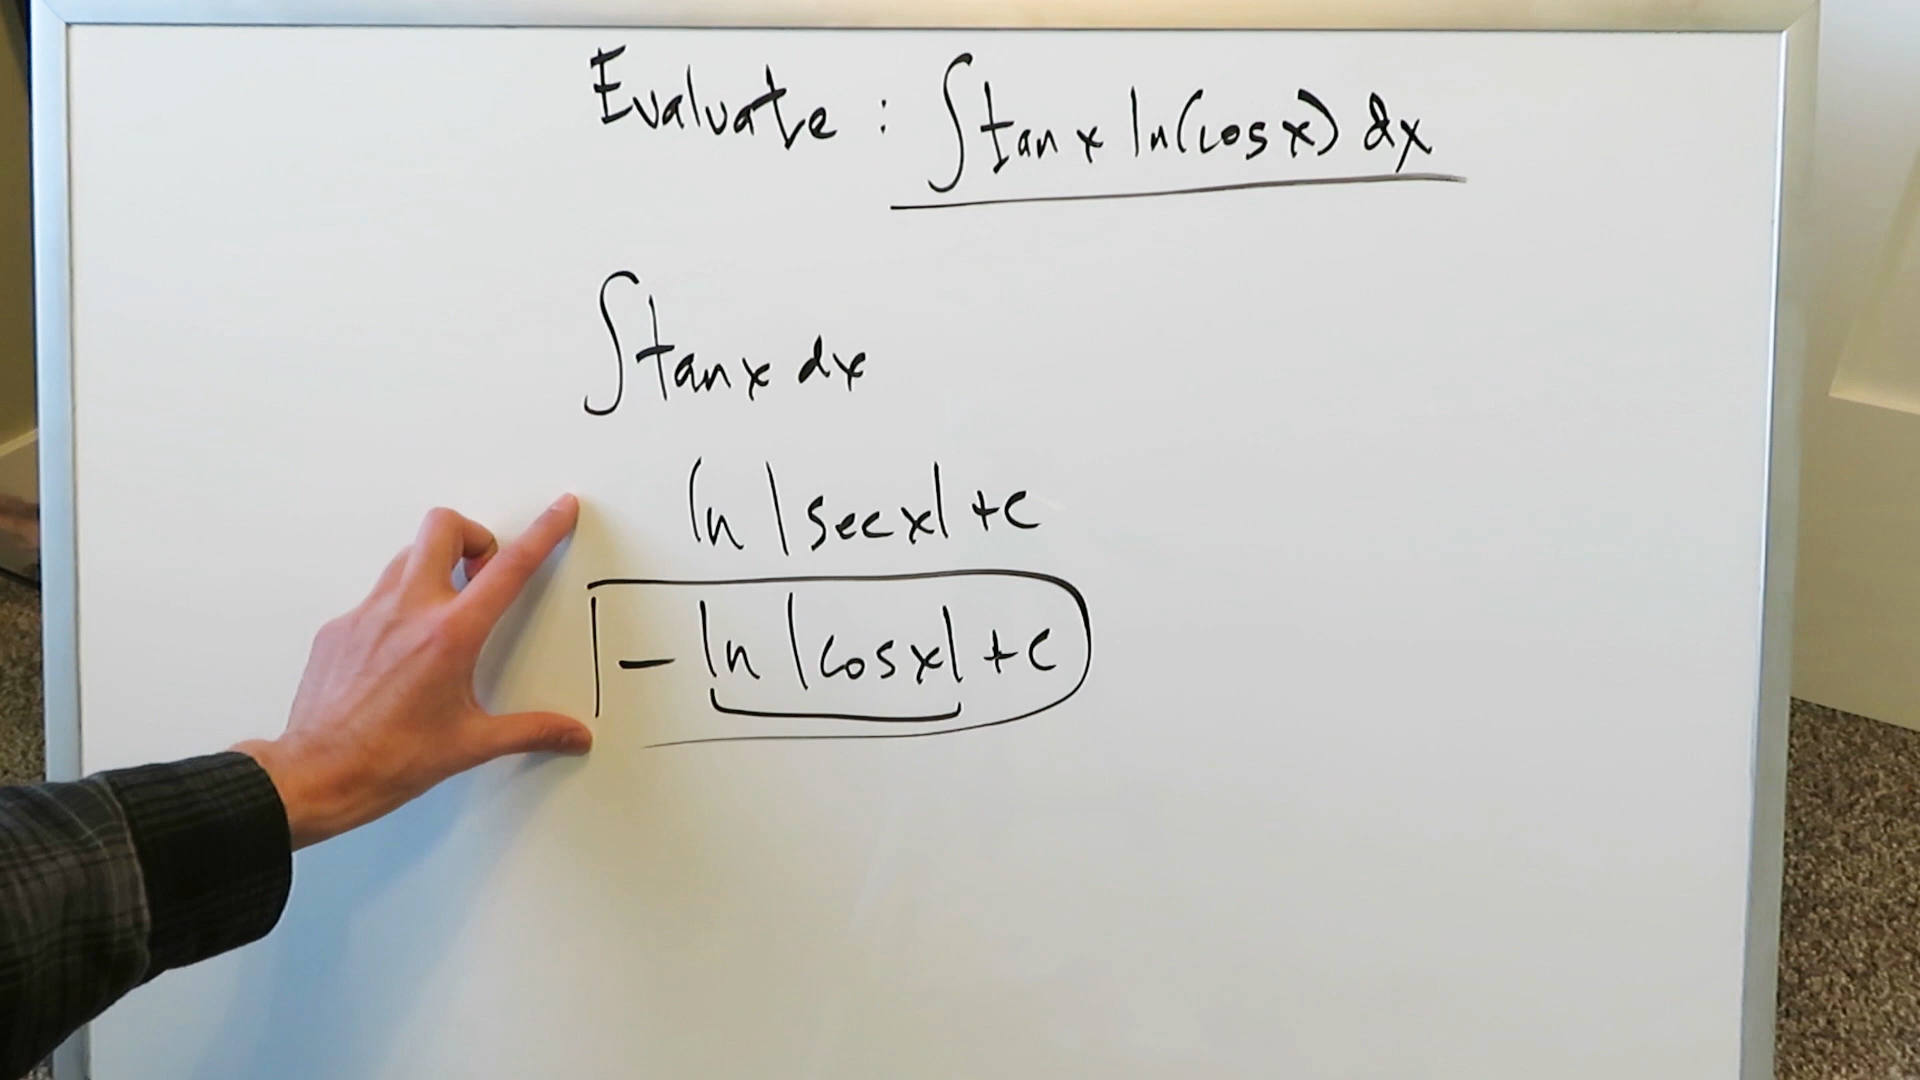 Evaluate : ∫tan x ln(cos x) dx
∫tan x dx
ln |sec x| + c
- ln |cos x| + c